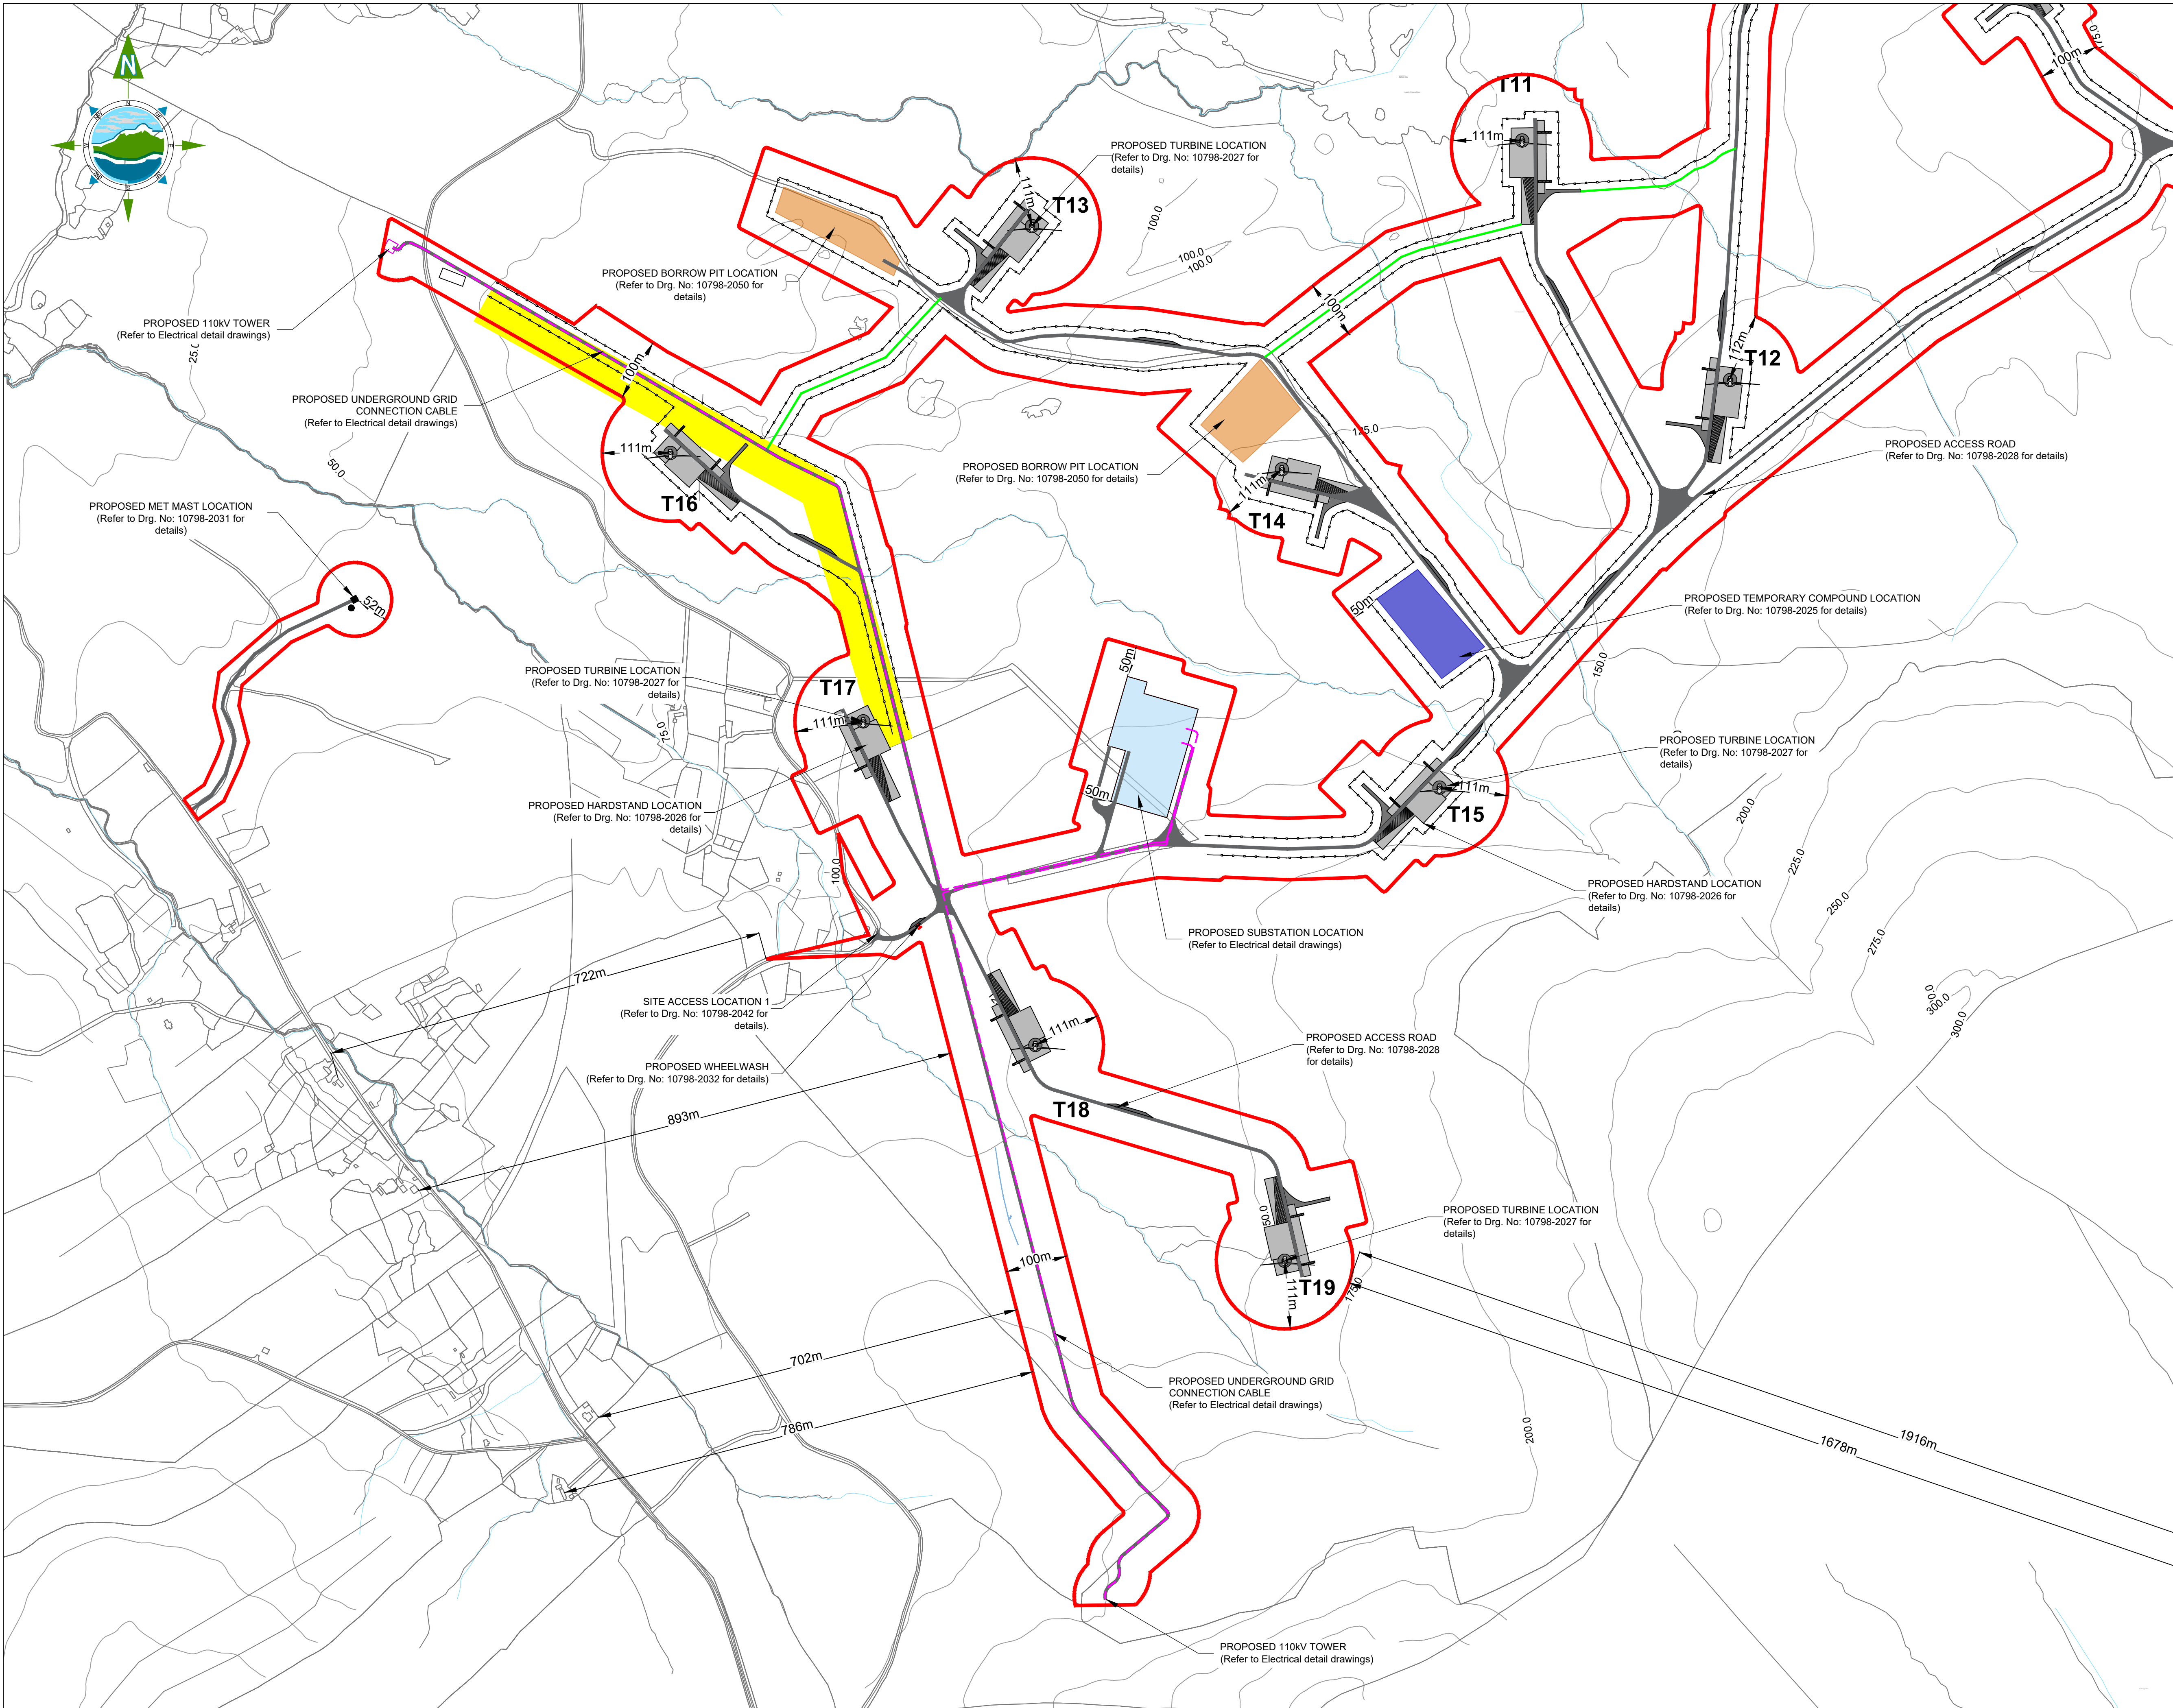 N
175.0
100m
T11
111m
PROPOSED TURBINE LOCATION
(Refer to Drg. No: 10798-2027 for
details)
111m
T13
100.0
100.0
100.0
PROPOSED BORROW PIT LOCATION
(Refer to Drg. No: 10798-2050 for
details)
100m
PROPOSED 110kV TOWER
(Refer to Electrical detail drawings)
25.0
112m
T12
100m
PROPOSED UNDERGROUND GRID
CONNECTION CABLE
(Refer to Electrical detail drawings)
125.0
PROPOSED ACCESS ROAD
(Refer to Drg. No: 10798-2028 for details)
111m
T16
50.0
PROPOSED BORROW PIT LOCATION
(Refer to Drg. No: 10798-2050 for details)
111m
T14
PROPOSED MET MAST LOCATION
(Refer to Drg. No: 10798-2031 for
details)
52m
50m
PROPOSED TEMPORARY COMPOUND LOCATION
(Refer to Drg. No: 10798-2025 for details)
150.0
PROPOSED TURBINE LOCATION
(Refer to Drg. No: 10798-2027 for
details)
T17
111m
75.0
50m
50m
PROPOSED TURBINE LOCATION
(Refer to Drg. No: 10798-2027 for
details)
111m
T15
200.0
PROPOSED HARDSTAND LOCATION
(Refer to Drg. No: 10798-2026 for
details)
100.0
225.0
250.0
275.0
PROPOSED HARDSTAND LOCATION
(Refer to Drg. No: 10798-2026 for
details)
PROPOSED SUBSTATION LOCATION
(Refer to Electrical detail drawings)
722m
300.0
300.0
300.0
SITE ACCESS LOCATION 1
(Refer to Drg. No: 10798-2042 for
details).
111m
PROPOSED ACCESS ROAD
(Refer to Drg. No: 10798-2028
for details)
PROPOSED WHEELWASH
(Refer to Drg. No: 10798-2032 for details)
893m
T18
PROPOSED TURBINE LOCATION
(Refer to Drg. No: 10798-2027 for
details)
50.0
100m
T19
111m
175.0
702m
PROPOSED UNDERGROUND GRID
CONNECTION CABLE
(Refer to Electrical detail drawings)
786m
200.0
1916m
1678m
PROPOSED 110kV TOWER
(Refer to Electrical detail drawings)